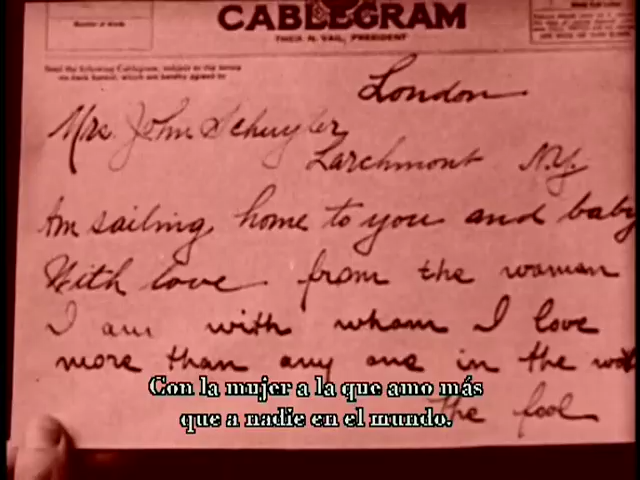 CABLEGRAM
THEO. N. VAIL, PRESIDENT
London
Mrs. John Schuyler
Larchmont N.Y.
Am sailing home to you and baby
With love from the woman
I am with whom I love
more than any one in the
Con la mujer a la que amo más
que a nadie en el mundo.
the fool